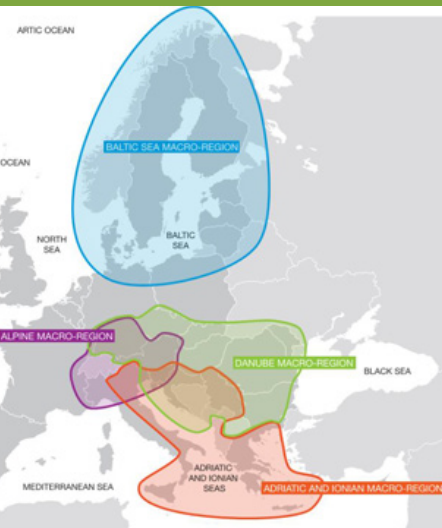 ARTIC OCEAN
BALTIC SEA MACRO-REGION
OCEAN
NORTH
SEA
BALTIC
SEA
ALPINE MACRO-REGION
DANUBE MACRO-REGION
BLACK SEA
ADRIATIC
AND IONIAN
SEAS
MEDITERRANEAN SEA
ADRIATIC AND IONIAN MACRO-REGION